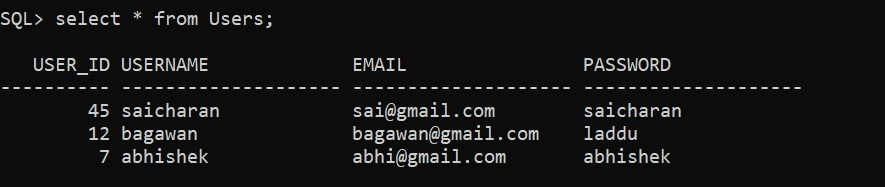 SQL> select * from Users;
USER_ID USERNAME EMAIL PASSWORD
---------- -------------------- -------------------- --------------------
45 saicharan sai@gmail.com saicharan
12 bagawan bagawan@gmail.com laddu
7 abhishek abhi@gmail.com abhishek